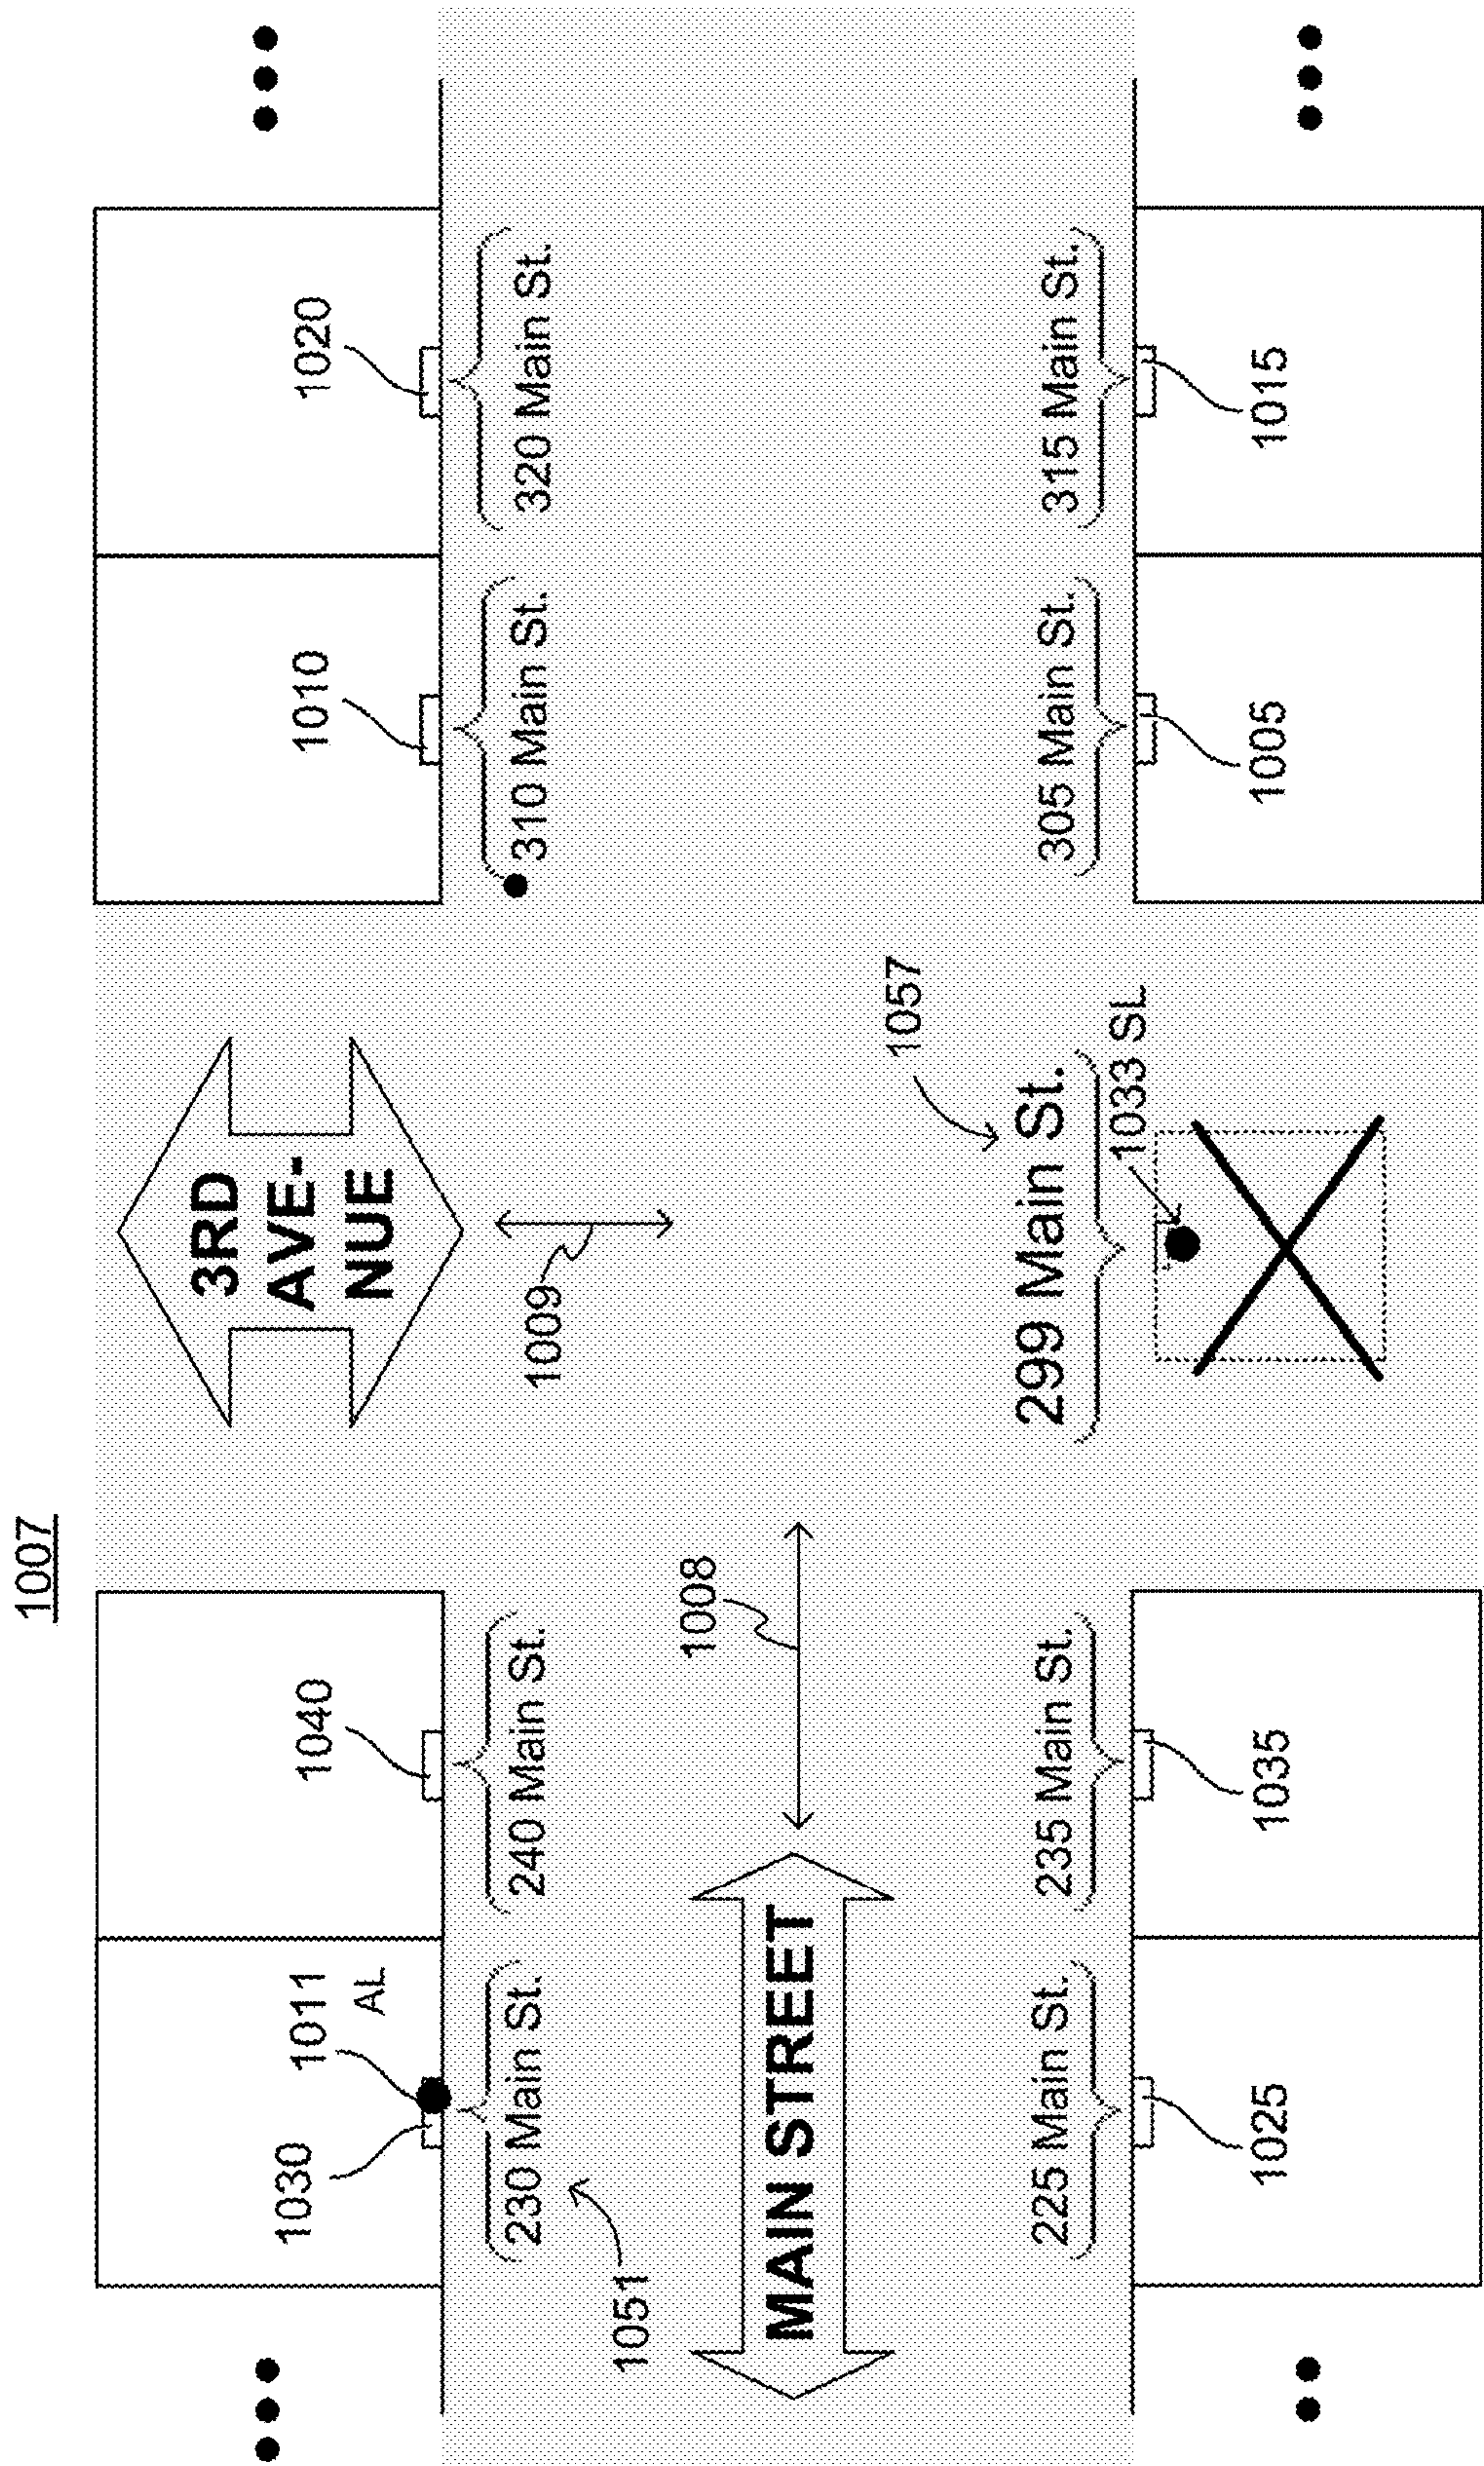 1007
1030
1011
AL
1040
1010
1020
3RD
AVE-
NUE
230 Main St.
240 Main St.
310 Main St.
320 Main St.
1051
1009
1008
MAIN STREET
1057
225 Main St.
235 Main St.
299 Main St.
305 Main St.
315 Main St.
1033 SL
1025
1035
1005
1015